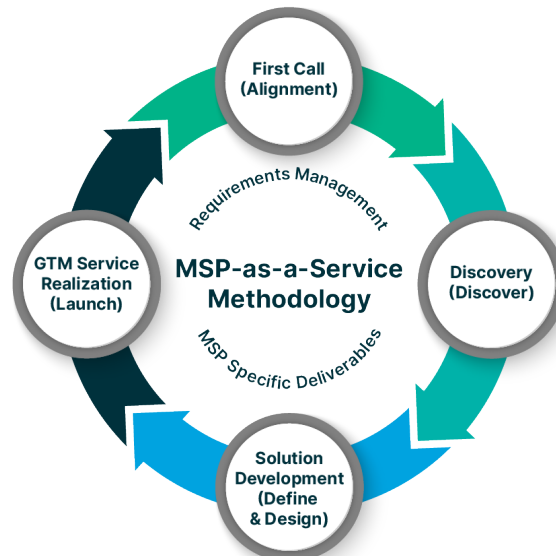 First Call
(Alignment)
Requirements Management
GTM Service
Realization
(Launch)
MSP-as-a-Service
Methodology
Discovery
(Discover)
MSP Specific Deliverables
Solution
Development
(Define
& Design)